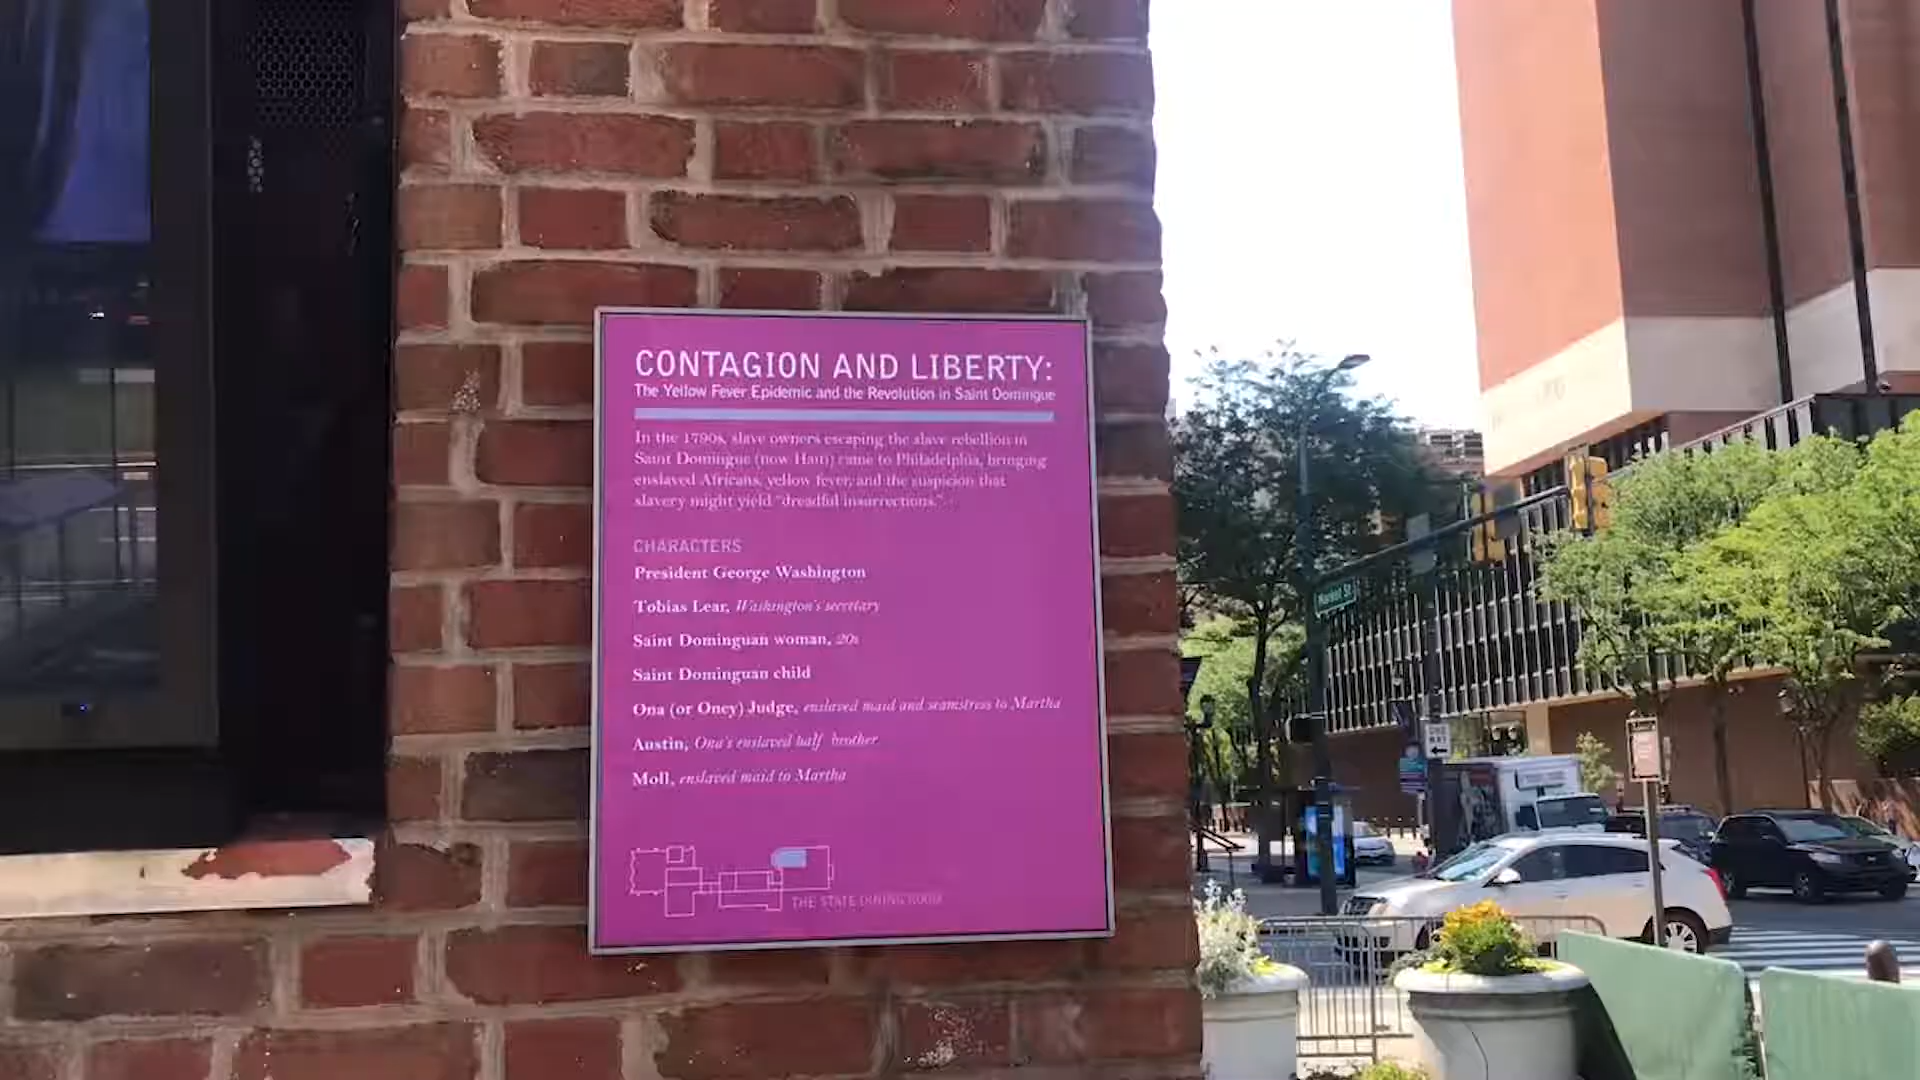 CONTAGION AND LIBERTY:
The Yellow Fever Epidemic and the Revolution in Saint Domingue
In the 1790s, slave owners escaping the slave rebellion in
Saint Domingue (now Haiti) came to Philadelphia, bringing
enslaved Africans, yellow fever, and the suspicion that
slavery might yield "dreadful insurrections."
CHARACTERS
President George Washington
Tobias Lear, Washington's secretary
Saint Dominguan woman, 20s
Saint Dominguan child
Ona (or Oney) Judge, enslaved maid and seamstress to Martha
Austin, Ona's enslaved half-brother
Moll, enslaved maid to Martha
THE STATE DINING ROOM
Market St
ONE
WAY